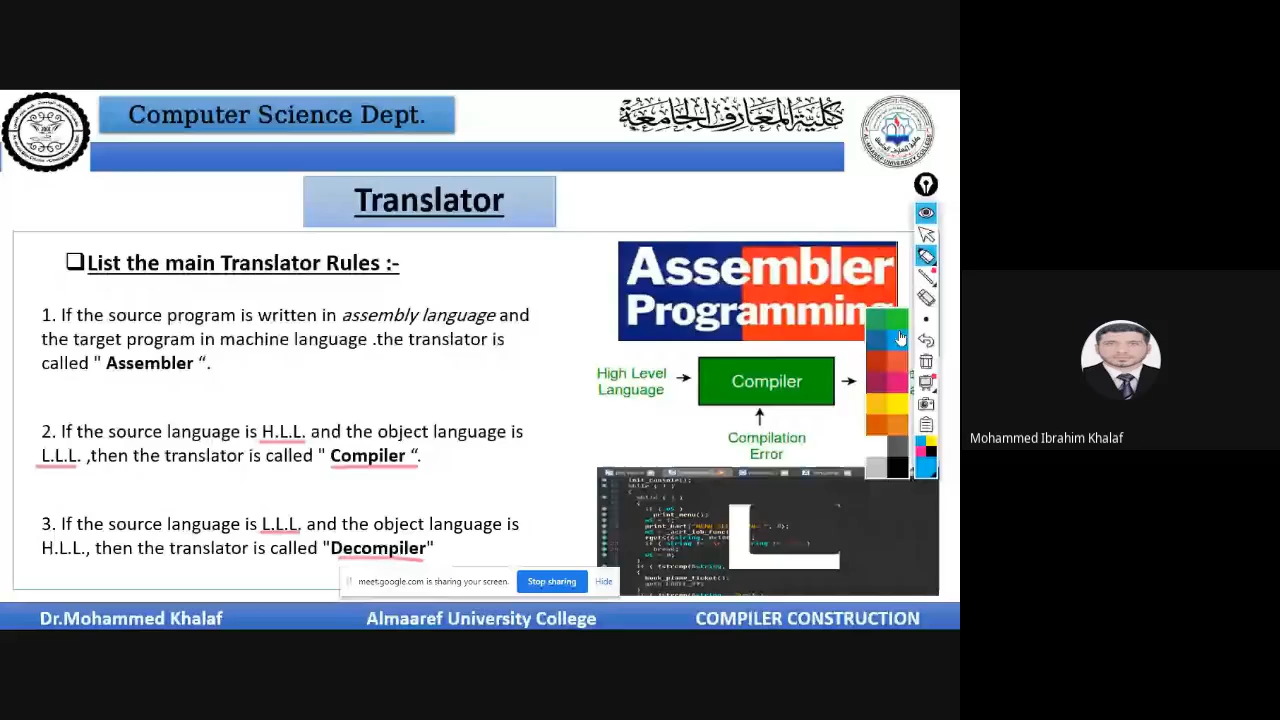 Computer Science Dept.
كلية المعارف الجامعة
Translator
List the main Translator Rules :-
1. If the source program is written in assembly language and
the target program in machine language .the translator is
called " Assembler “.
2. If the source language is H.L.L. and the object language is
L.L.L. ,then the translator is called " Compiler “.
3. If the source language is L.L.L. and the object language is
H.L.L., then the translator is called "Decompiler"
Assembler
Programming
High Level
Language
Compiler
Compilation
Error
meet.google.com is sharing your screen.
Stop sharing
Hide
Dr.Mohammed Khalaf
Almaaref University College
COMPILER CONSTRUCTION
Mohammed Ibrahim Khalaf